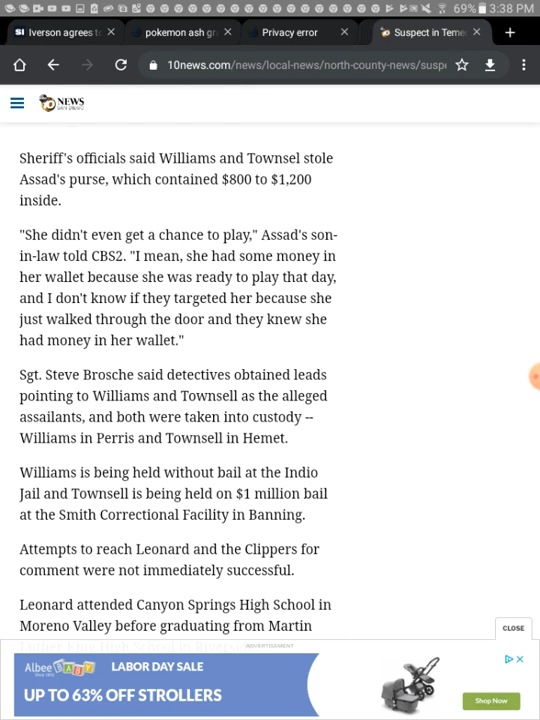 69% 3:38 PM
SI Iverson agrees to
pokemon ash gr
Privacy error
Suspect in Teme
10news.com/news/local-news/north-county-news/suspe
10 NEWS
SAN DIEGO
Sheriff's officials said Williams and Townsel stole
Assad's purse, which contained $800 to $1,200
inside.
"She didn't even get a chance to play," Assad's son-
in-law told CBS2. "I mean, she had some money in
her wallet because she was ready to play that day,
and I don't know if they targeted her because she
just walked through the door and they knew she
had money in her wallet."
Sgt. Steve Brosche said detectives obtained leads
pointing to Williams and Townsell as the alleged
assailants, and both were taken into custody --
Williams in Perris and Townsell in Hemet.
Williams is being held without bail at the Indio
Jail and Townsell is being held on $1 million bail
at the Smith Correctional Facility in Banning.
Attempts to reach Leonard and the Clippers for
comment were not immediately successful.
Leonard attended Canyon Springs High School in
Moreno Valley before graduating from Martin
CLOSE
ADVERTISEMENT
Albee BABY LABOR DAY SALE
UP TO 63% OFF STROLLERS
Shop Now